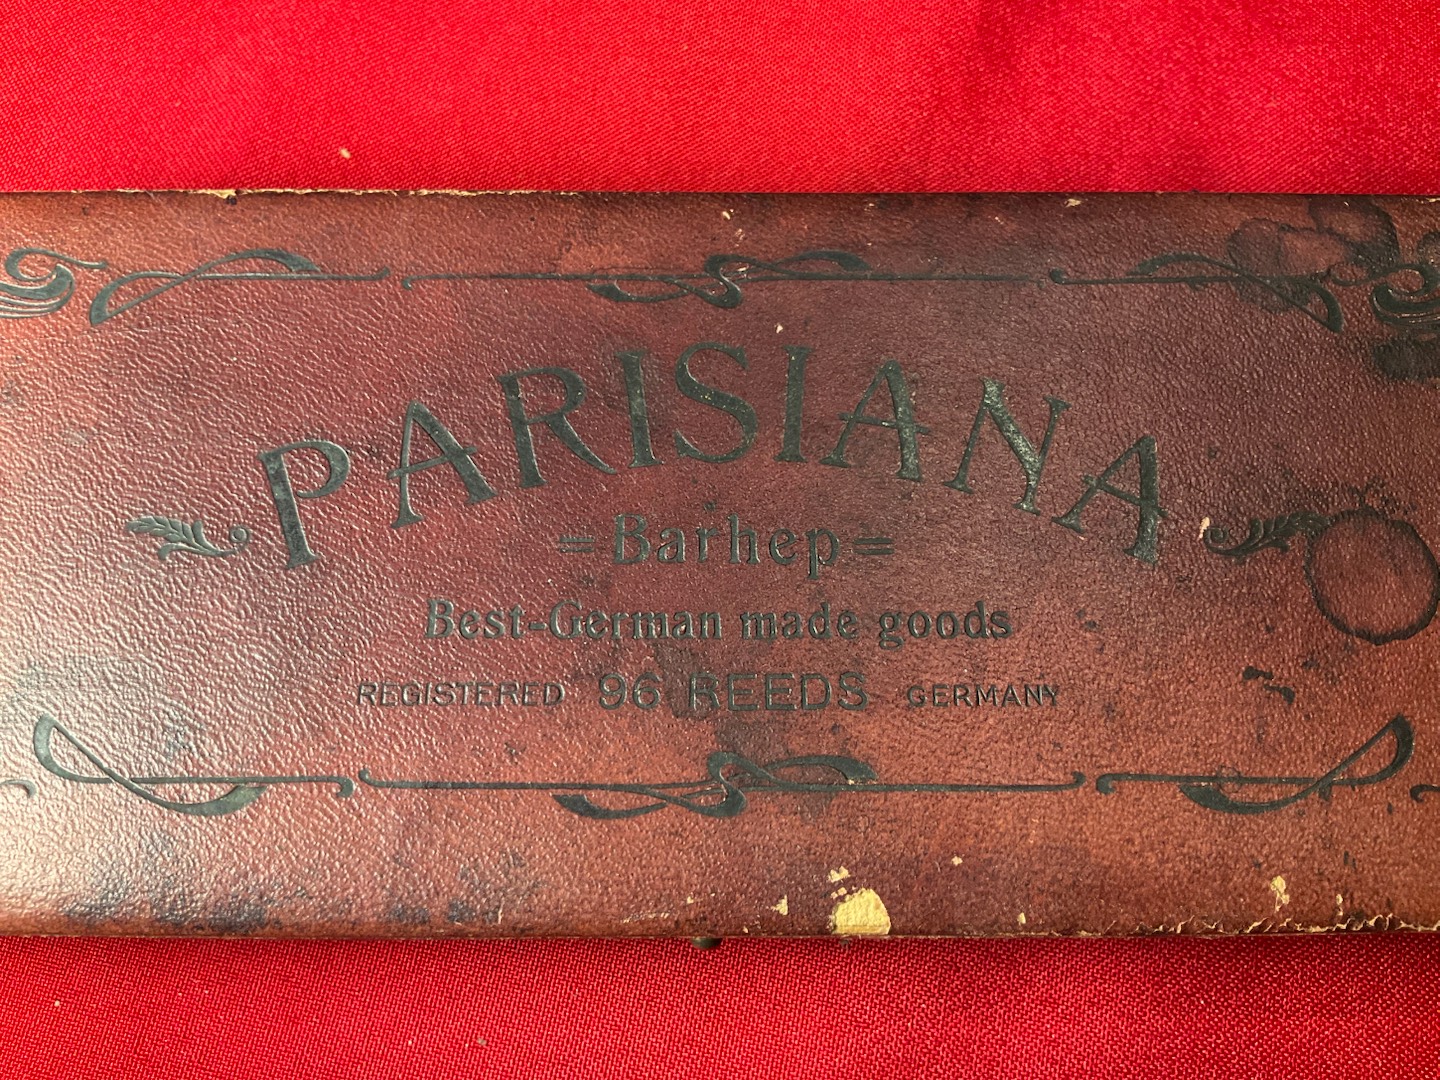 PARISIANA
=Barhep=
Best-German made goods
REGISTERED 96 REEDS GERMANY